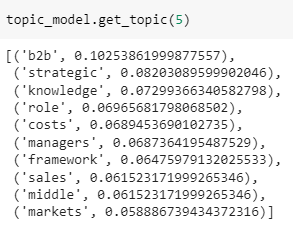 topic_model.get_topic(5)
[('b2b', 0.10253861999877557),
('strategic', 0.08203089599902046),
('knowledge', 0.07299366340582798),
('role', 0.06965681798068502),
('costs', 0.0689453690102735),
('managers', 0.0687364195487529),
('framework', 0.06475979132025533),
('sales', 0.061523171999265346),
('middle', 0.061523171999265346),
('markets', 0.058886739434372316)]